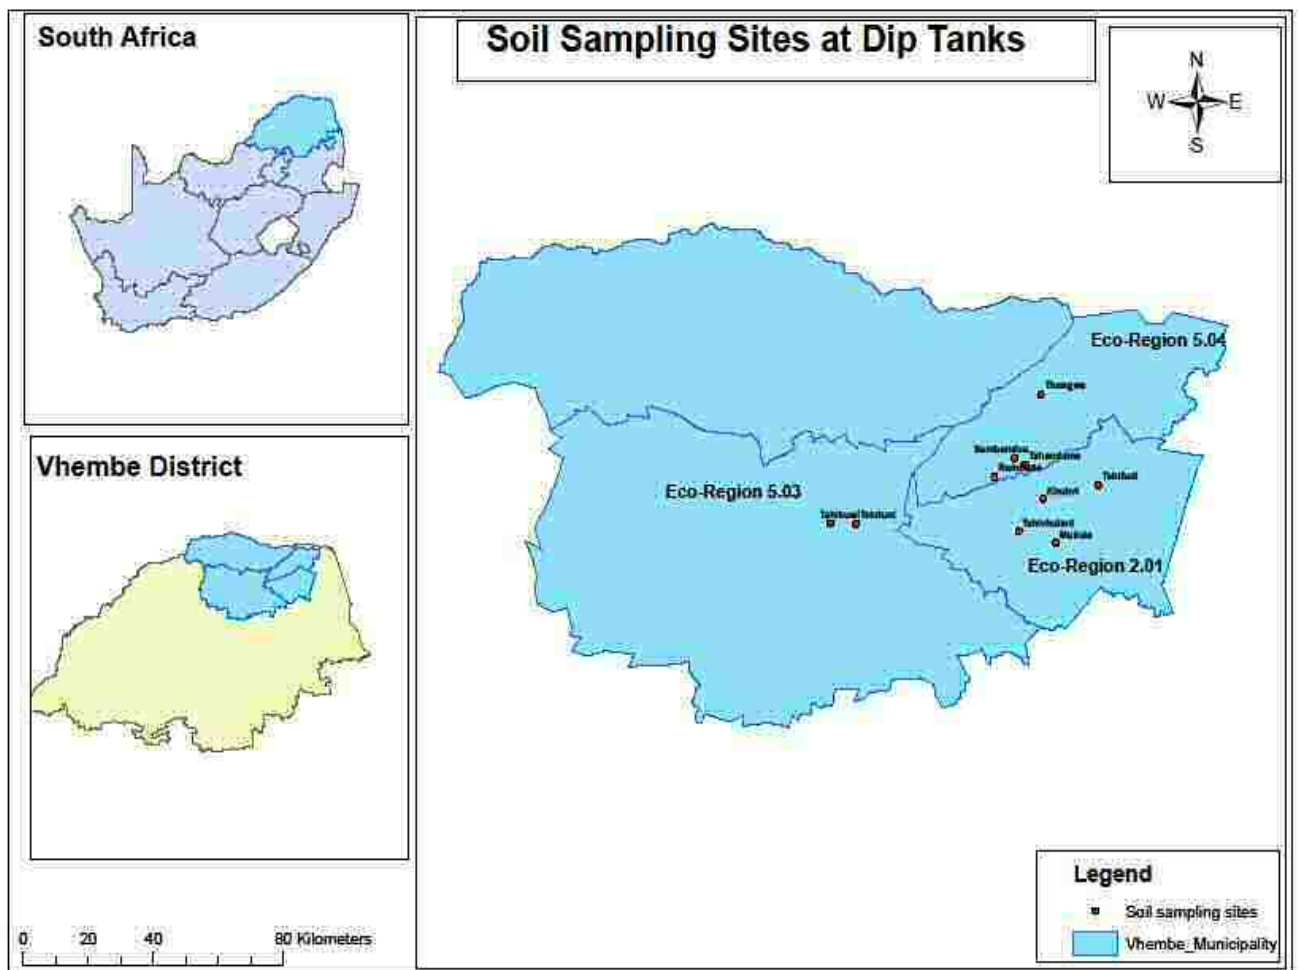 South Africa
Soil Sampling Sites at Dip Tanks
N
W E
S
Eco-Region 5.04
Vhembe District
Eco-Region 5.03
Eco-Region 2.01
Legend
Soil sampling sites
Vhembe_Municipality
0 20 40 80 Kilometers